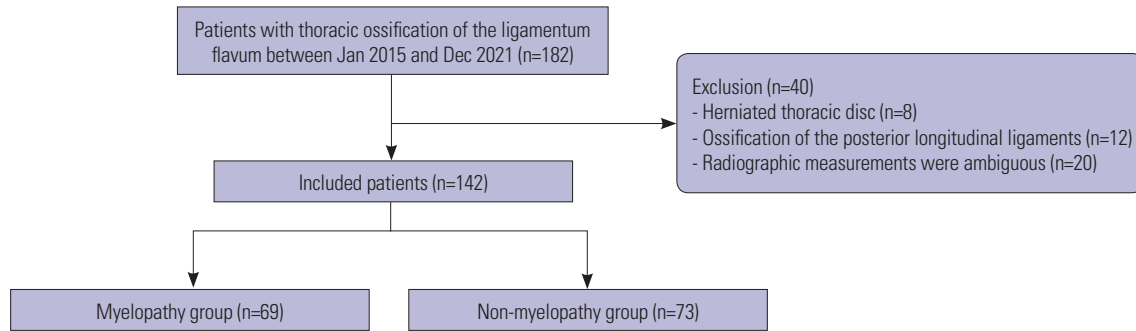 Patients with thoracic ossification of the ligamentum
flavum between Jan 2015 and Dec 2021 (n=182)
Exclusion (n=40)
- Herniated thoracic disc (n=8)
- Ossification of the posterior longitudinal ligaments (n=12)
- Radiographic measurements were ambiguous (n=20)
Included patients (n=142)
Myelopathy group (n=69)
Non-myelopathy group (n=73)